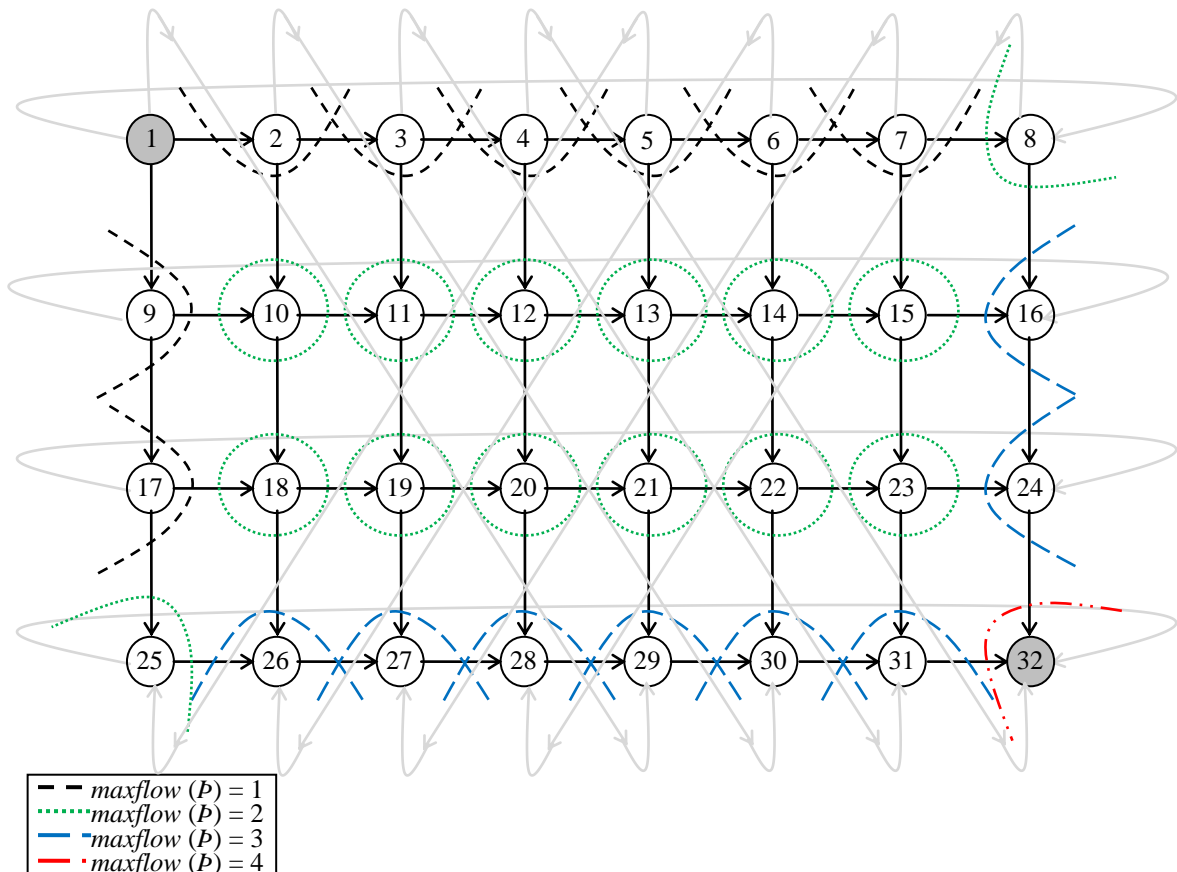 1 2 3 4 5 6 7 8
9 10 11 12 13 14 15 16
17 18 19 20 21 22 23 24
25 26 27 28 29 30 31 32
maxflow (Þ) = 1
maxflow (Þ) = 2
maxflow (Þ) = 3
maxflow (Þ) = 4